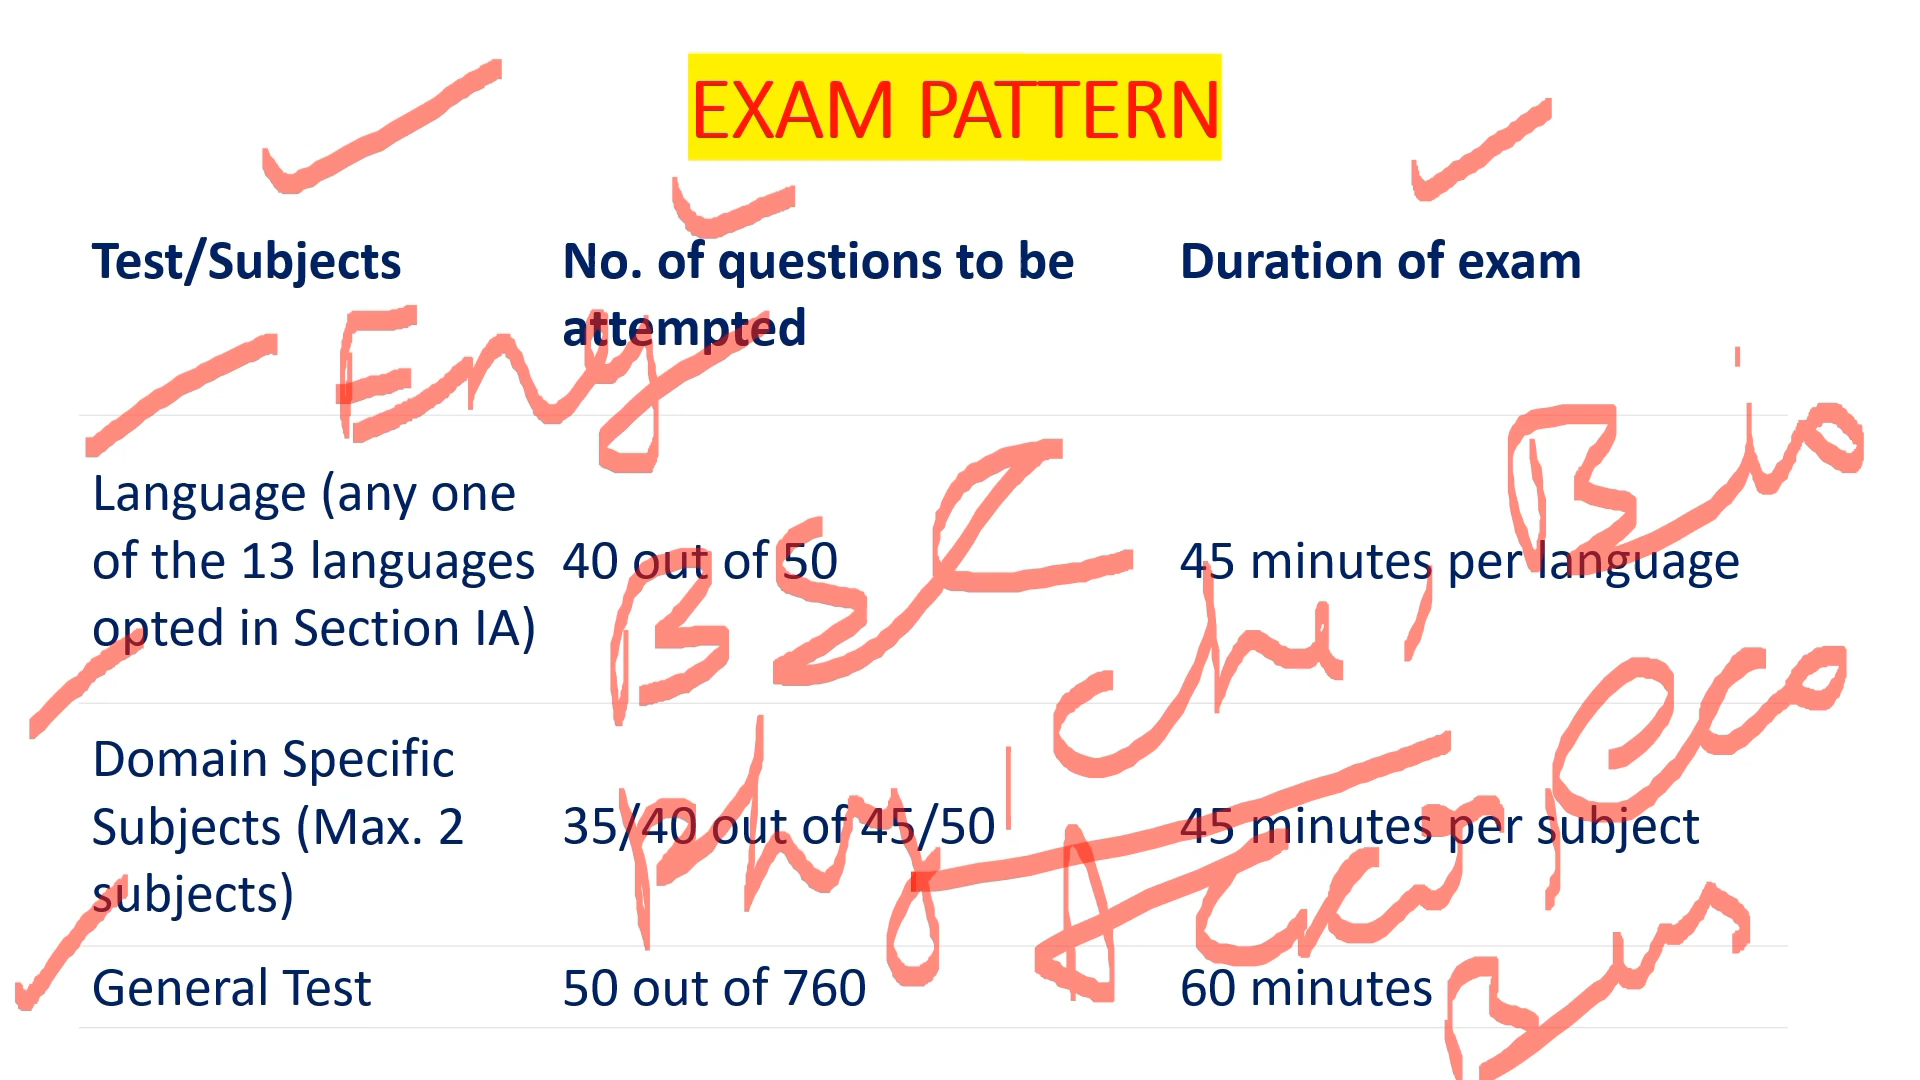 EXAM PATTERN
Test/Subjects
No. of questions to be
attempted
Duration of exam
Eng
Language (any one
of the 13 languages
opted in Section IA)
40 out of 50
45 minutes per language
Bio
BSC
Che,
Domain Specific
Subjects (Max. 2
subjects)
35/40 out of 45/50
45 minutes per subject
Phy
Eco
Bus
General Test
50 out of 760
60 minutes